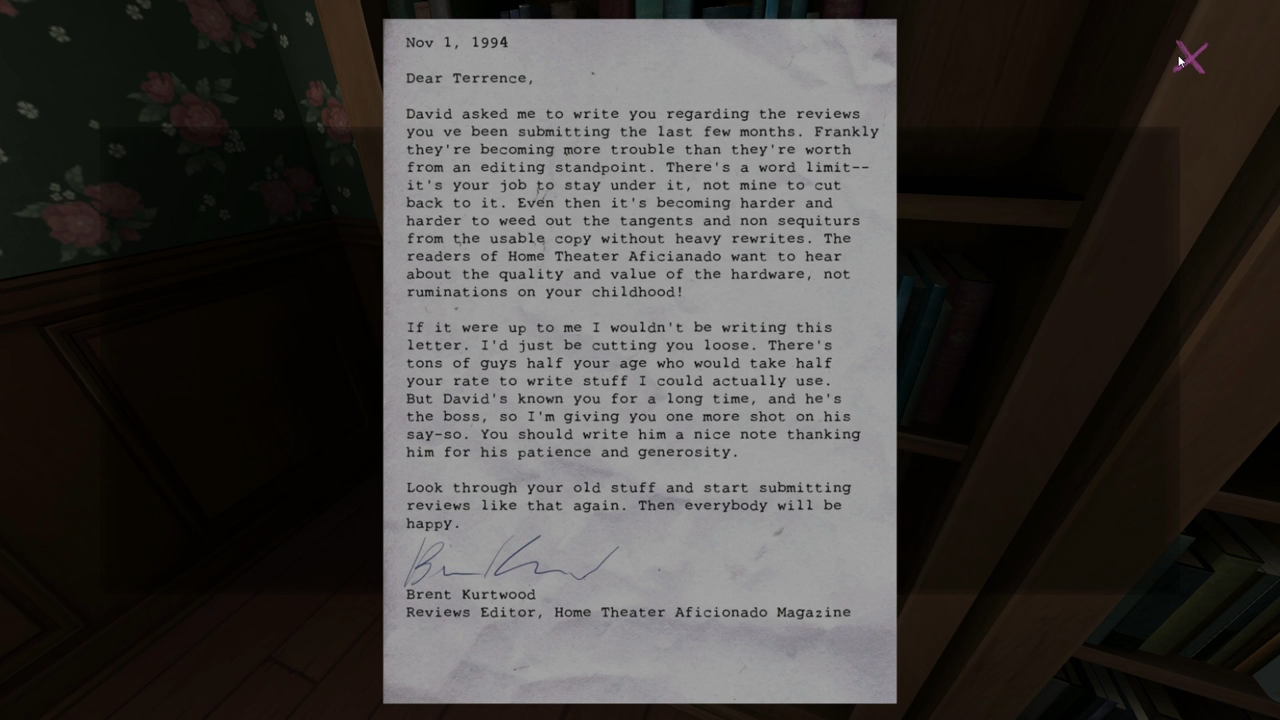 Nov 1, 1994
Dear Terrence,
David asked me to write you regarding the reviews
you ve been submitting the last few months. Frankly
they're becoming more trouble than they're worth
from an editing standpoint. There's a word limit--
it's your job to stay under it, not mine to cut
back to it. Even then it's becoming harder and
harder to weed out the tangents and non sequiturs
from the usable copy without heavy rewrites. The
readers of Home Theater Aficianado want to hear
about the quality and value of the hardware, not
ruminations on your childhood!
If it were up to me I wouldn't be writing this
letter. I'd just be cutting you loose. There's
tons of guys half your age who would take half
your rate to write stuff I could actually use.
But David's known you for a long time, and he's
the boss, so I'm giving you one more shot on his
say-so. You should write him a nice note thanking
him for his patience and generosity.
Look through your old stuff and start submitting
reviews like that again. Then everybody will be
happy.
Brent Kurtwood
Reviews Editor, Home Theater Aficionado Magazine